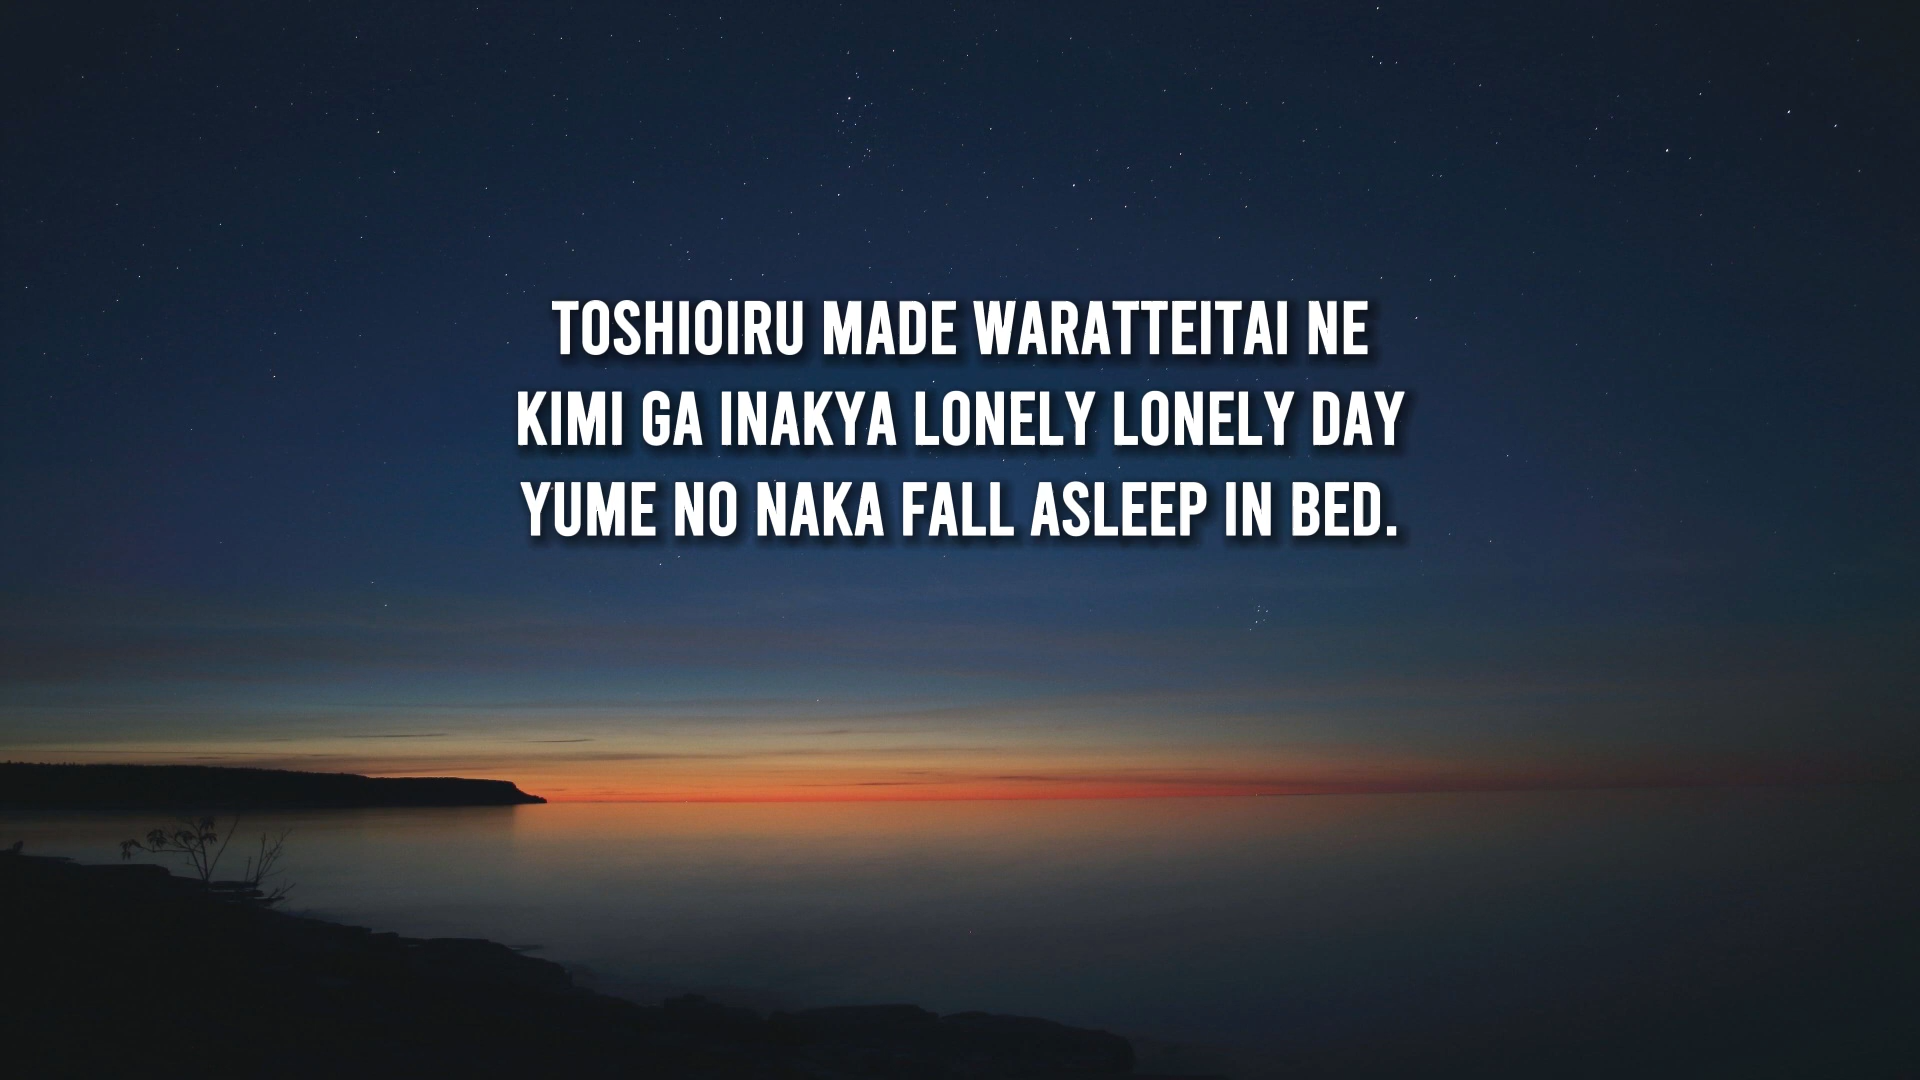 TOSHIOIRU MADE WARATTEITAI NE
KIMI GA INAKYA LONELY LONELY DAY
YUME NO NAKA FALL ASLEEP IN BED.